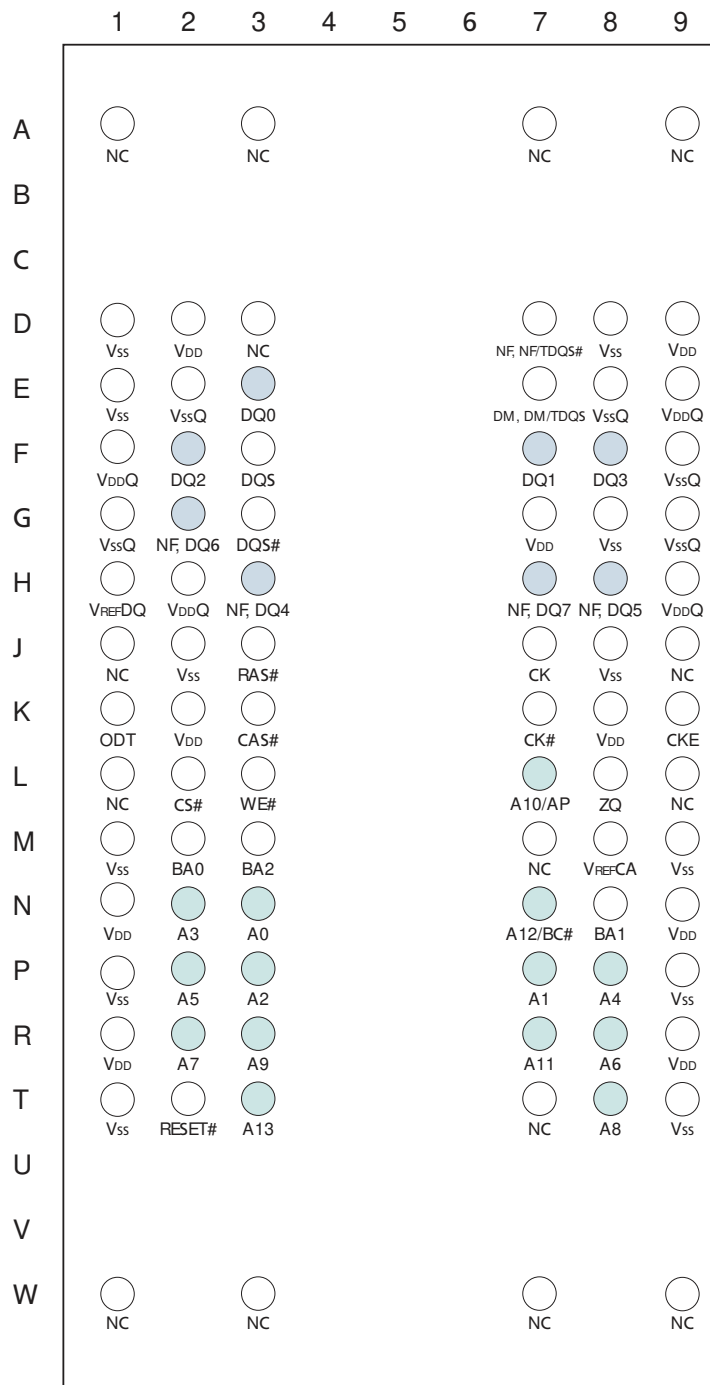 1 2 3 4 5 6 7 8 9
A
NC NC NC NC
B
C
D
Vss VDD NC NF, NF/TDQS# Vss VDD
E
Vss VssQ DQ0 DM, DM/TDQS VssQ VDDQ
F
VDDQ DQ2 DQS DQ1 DQ3 VssQ
G
VssQ NF, DQ6 DQS# VDD Vss VssQ
H
VREFDQ VDDQ NF, DQ4 NF, DQ7 NF, DQ5 VDDQ
J
NC Vss RAS# CK Vss NC
K
ODT VDD CAS# CK# VDD CKE
L
NC CS# WE# A10/AP ZQ NC
M
Vss BA0 BA2 NC VREFCA Vss
N
VDD A3 A0 A12/BC# BA1 VDD
P
Vss A5 A2 A1 A4 Vss
R
VDD A7 A9 A11 A6 VDD
T
Vss RESET# A13 NC A8 Vss
U
V
W
NC NC NC NC